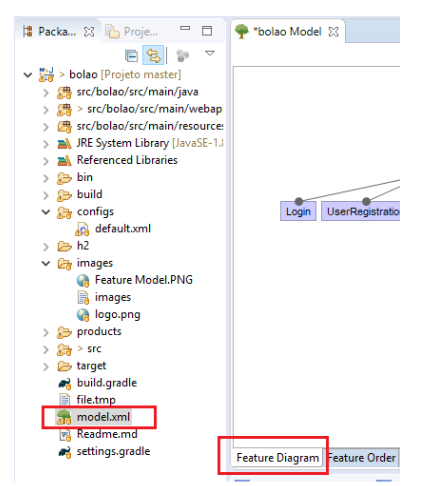 Packa...
Proje...
*bolao Model
> bolao [Projeto master]
src/bolao/src/main/java
> src/bolao/src/main/webap
src/bolao/src/main/resource
JRE System Library [JavaSE-1.
Referenced Libraries
bin
build
configs
default.xml
h2
images
Feature Model.PNG
images
logo.png
products
> src
target
build.gradle
file.tmp
model.xml
Readme.md
settings.gradle
Login
UserRegistratio
Feature Diagram
Feature Order